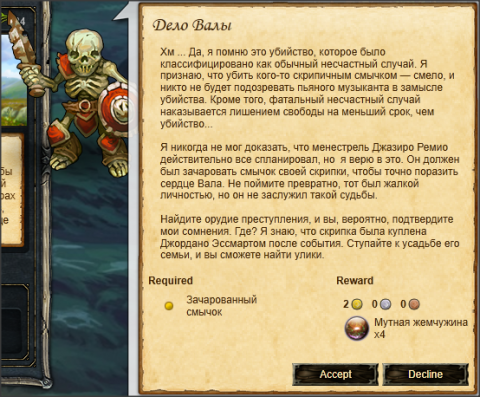 Дело Валы
Хм ... Да, я помню это убийство, которое было
классифицировано как обычный несчастный случай. Я
признаю, что убить кого-то скрипичным смычком — смело, и
никто не будет подозревать пьяного музыканта в замысле
убийства. Кроме того, фатальный несчастный случай
наказывается лишением свободы на меньший срок, чем
убийство...
Я никогда не мог доказать, что менестрель Джазиро Ремио
действительно все спланировал, но я верю в это. Он должен
был зачаровать смычок своей скрипки, чтобы точно поразить
сердце Вала. Не поймите превратно, тот был жалкой
личностью, но он не заслужил такой судьбы.
Найдите орудие преступления, и вы, вероятно, подтвердите
мои сомнения. Где? Я знаю, что скрипка была куплена
Джордано Эссмартом после события. Ступайте к усадьбе его
семьи, и вы сможете найти улики.
Required
Reward
Зачарованный
смычок
2 0 0
Мутная жемчужина
x4
Accept
Decline